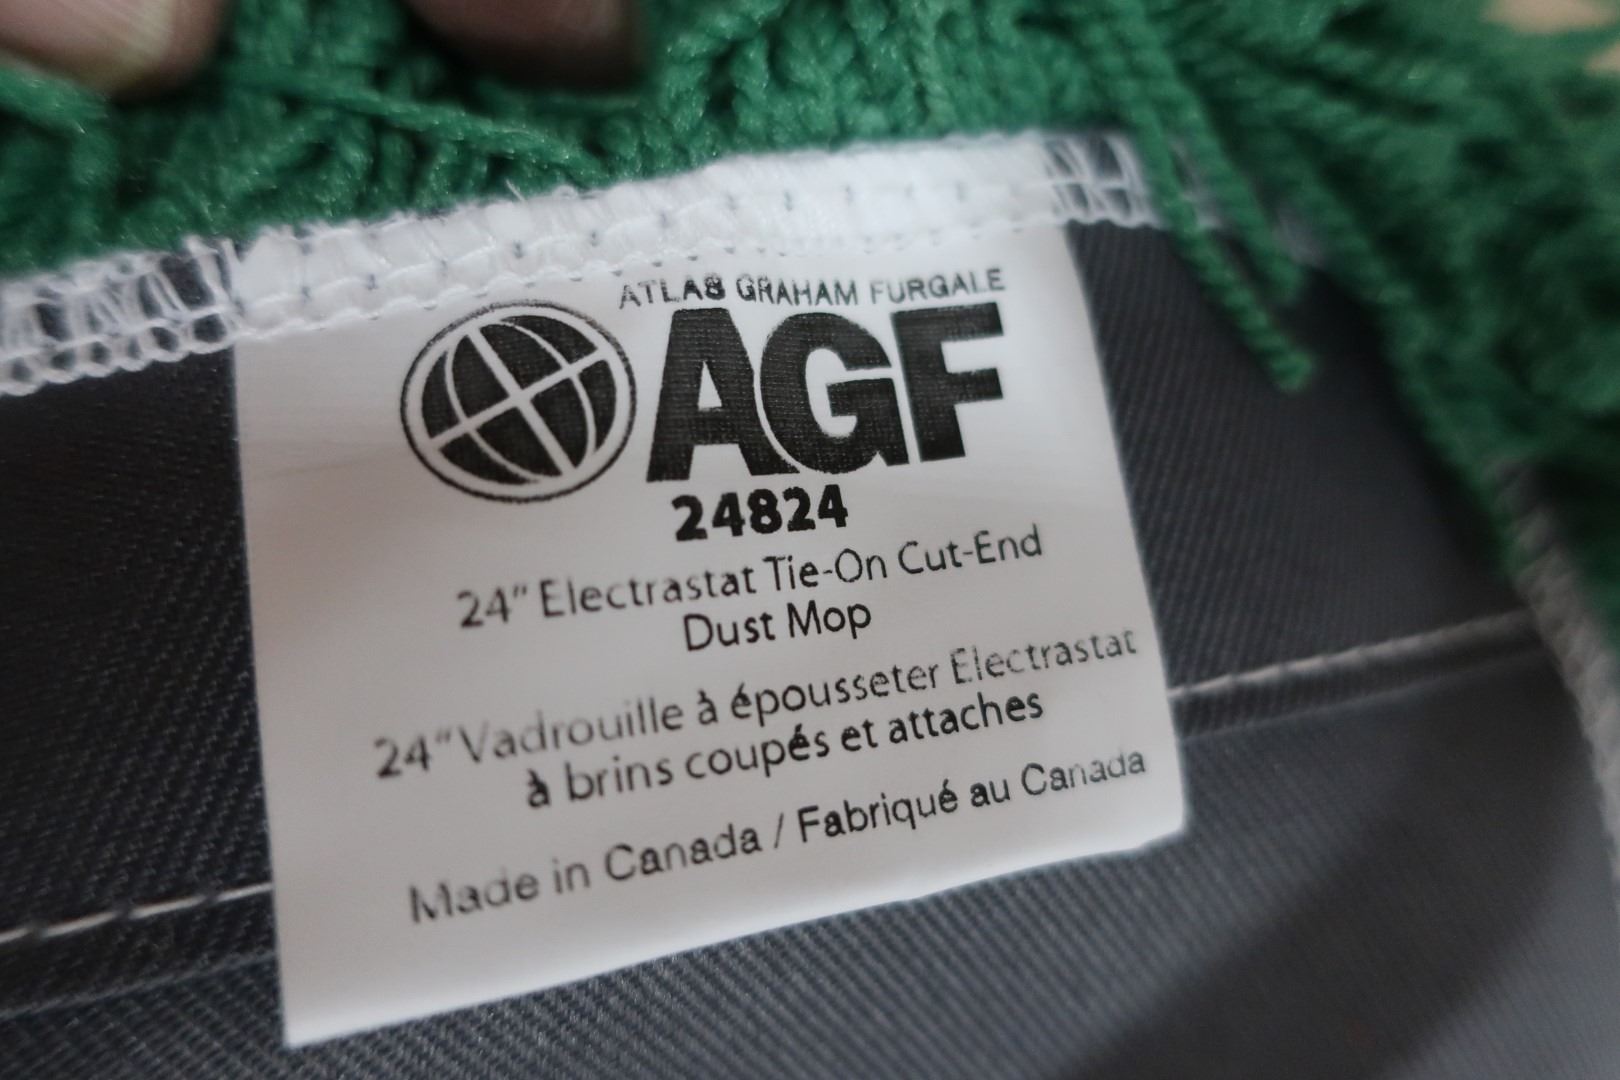 ATLAS GRAHAM FURGALE
AGF
24824
24" Electrastat Tie-On Cut-End
Dust Mop
24" Vadrouille à épousseter Electrastat
à brins coupés et attaches
Made in Canada / Fabriqué au Canada